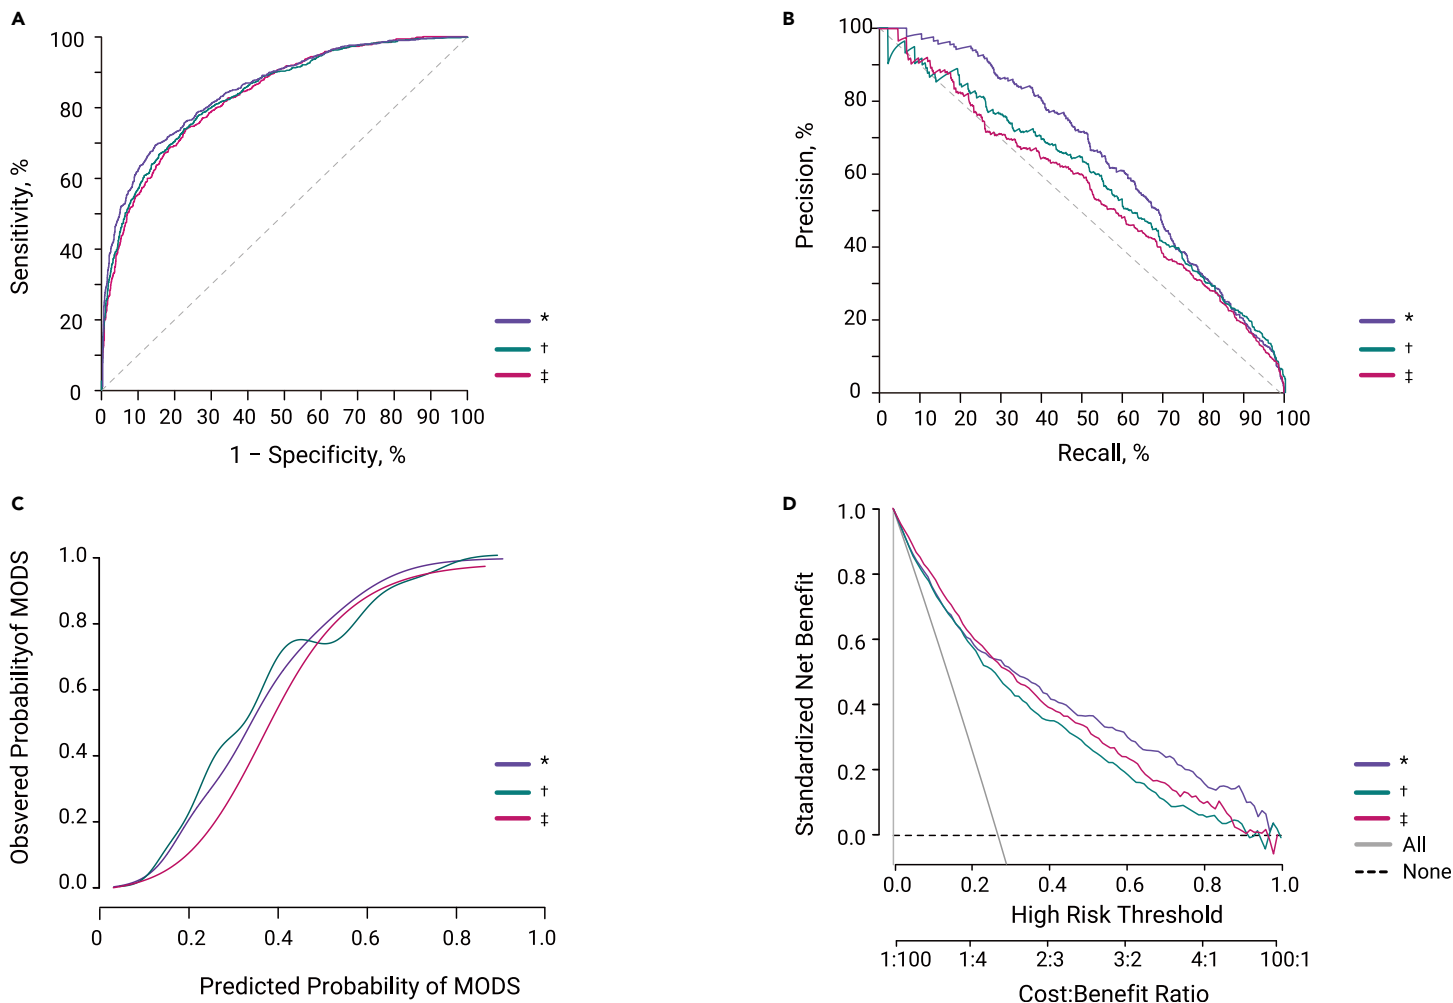 A
100
80
60
40
20
0
Sensitivity, %
0 10 20 30 40 50 60 70 80 90 100
1 − Specificity, %
*
†
‡
B
100
80
60
40
20
0
Precision, %
0 10 20 30 40 50 60 70 80 90 100
Recall, %
*
†
‡
C
1.0
0.8
0.6
0.4
0.2
0.0
Obsvered Probabilityof MODS
0 0.2 0.4 0.6 0.8 1.0
Predicted Probability of MODS
*
†
‡
D
1.0
0.8
0.6
0.4
0.2
0.0
Standardized Net Benefit
0.0 0.2 0.4 0.6 0.8 1.0
High Risk Threshold
1:100 1:4 2:3 3:2 4:1 100:1
Cost:Benefit Ratio
*
†
‡
All
None